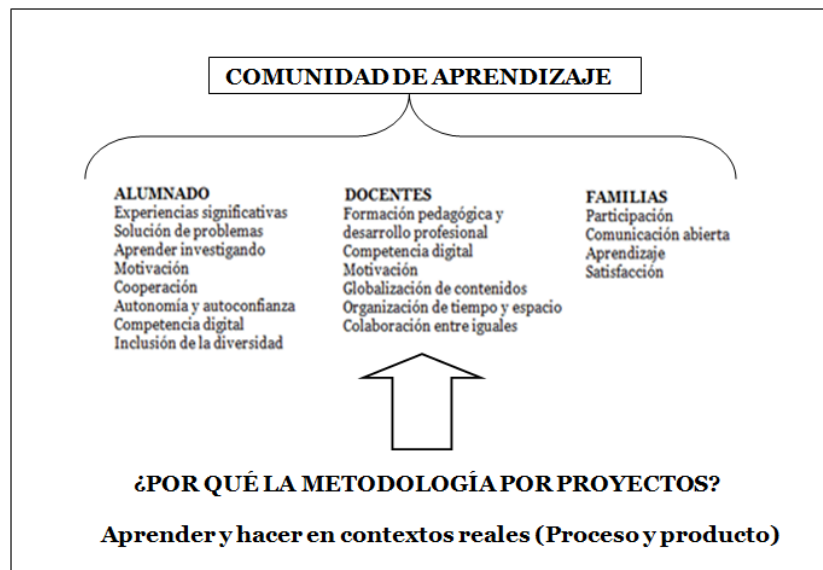 COMUNIDAD DE APRENDIZAJE
ALUMNADO
Experiencias significativas
Solución de problemas
Aprender investigando
Motivación
Cooperación
Autonomía y autoconfianza
Competencia digital
Inclusión de la diversidad
DOCENTES
Formación pedagógica y
desarrollo profesional
Competencia digital
Motivación
Globalización de contenidos
Organización de tiempo y espacio
Colaboración entre iguales
FAMILIAS
Participación
Comunicación abierta
Aprendizaje
Satisfacción
¿POR QUÉ LA METODOLOGÍA POR PROYECTOS?
Aprender y hacer en contextos reales (Proceso y producto)